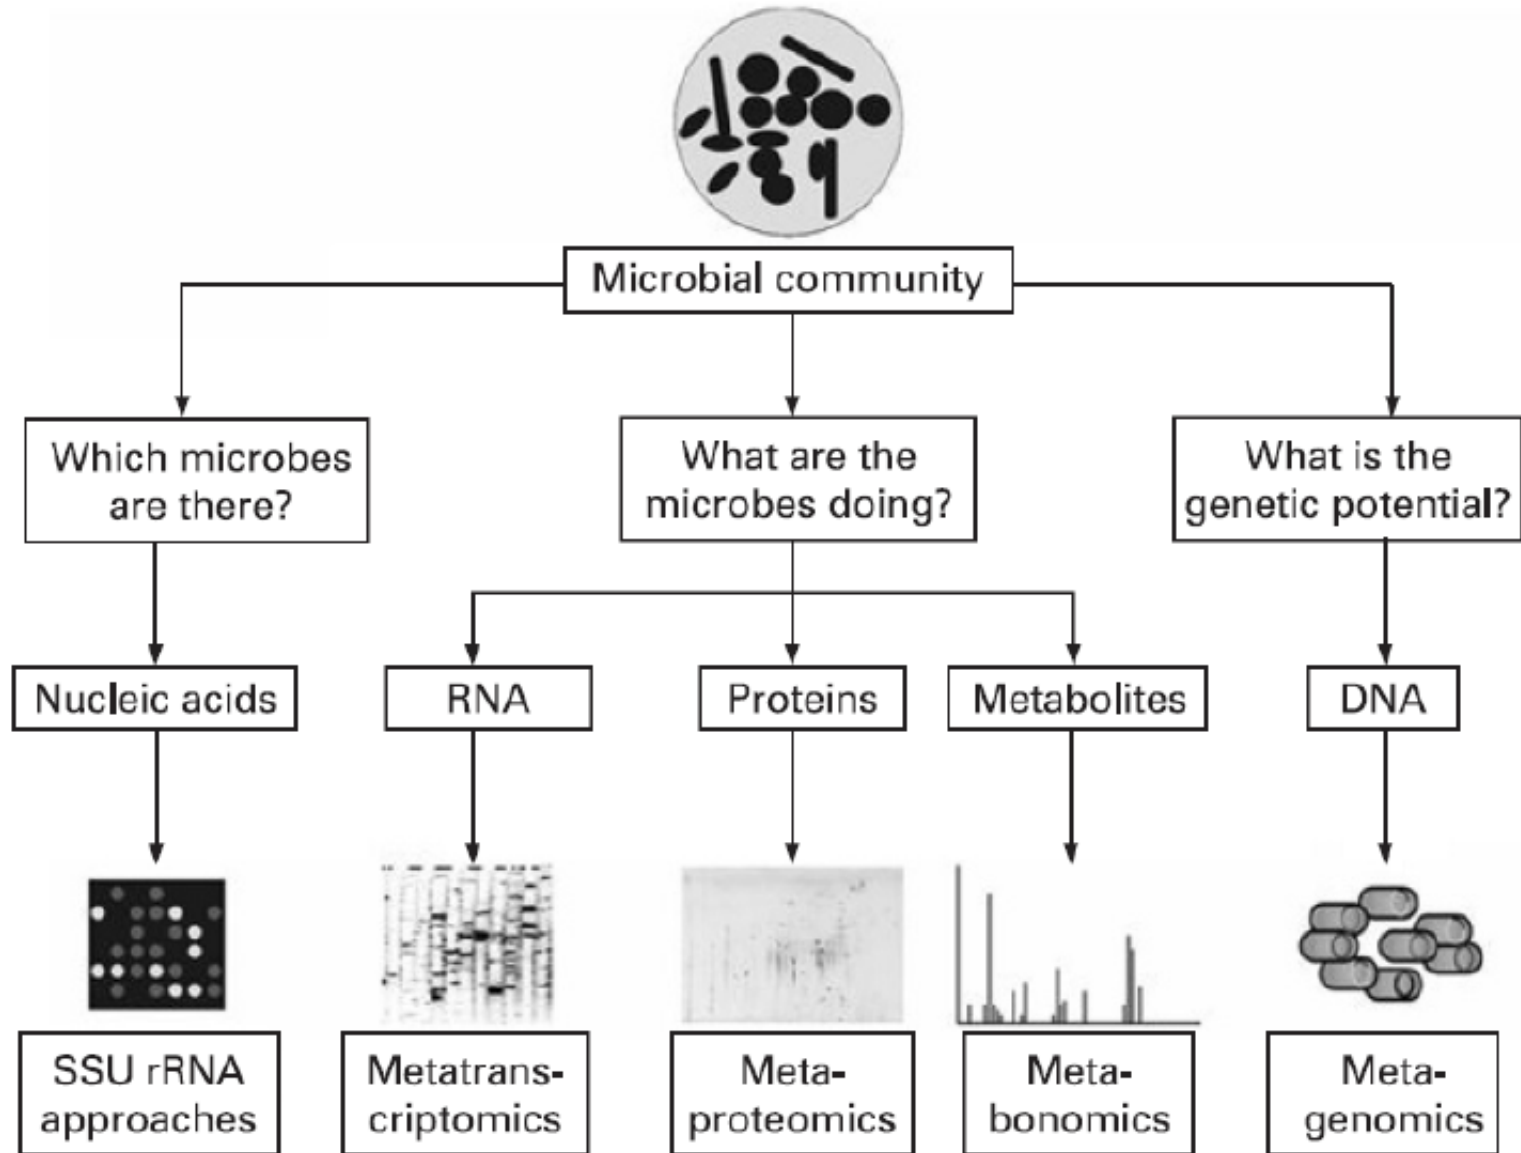 Microbial community
Which microbes
are there?
What are the
microbes doing?
What is the
genetic potential?
Nucleic acids
RNA
Proteins
Metabolites
DNA
SSU rRNA
approaches
Metatrans-
criptomics
Meta-
proteomics
Meta-
bonomics
Meta-
genomics